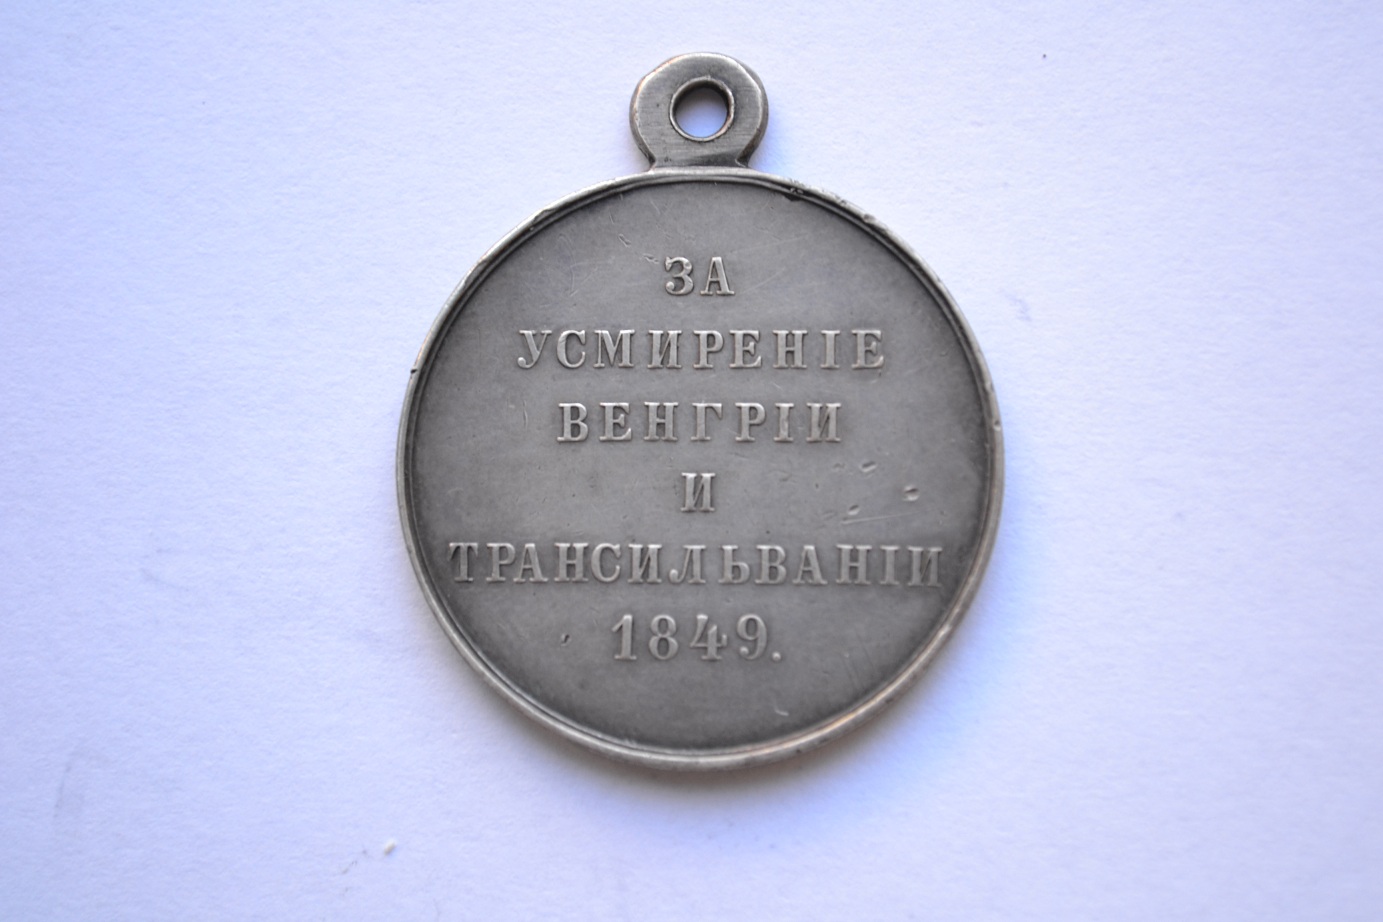 ЗА
УСМИРЕНІЕ
ВЕНГРІИ
И
ТРАНСИЛЬВАНІИ
1849.